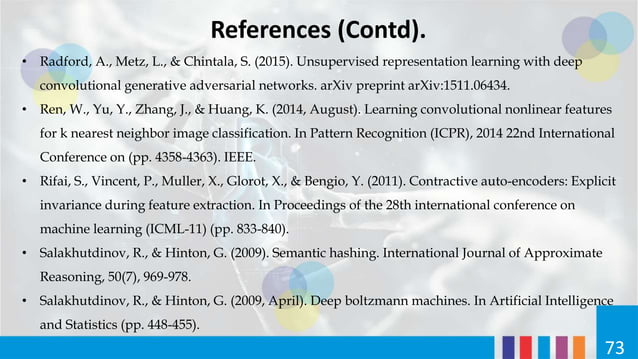 References (Contd).
• Radford, A., Metz, L., & Chintala, S. (2015). Unsupervised representation learning with deep
convolutional generative adversarial networks. arXiv preprint arXiv:1511.06434.
• Ren, W., Yu, Y., Zhang, J., & Huang, K. (2014, August). Learning convolutional nonlinear features
for k nearest neighbor image classification. In Pattern Recognition (ICPR), 2014 22nd International
Conference on (pp. 4358-4363). IEEE.
• Rifai, S., Vincent, P., Muller, X., Glorot, X., & Bengio, Y. (2011). Contractive auto-encoders: Explicit
invariance during feature extraction. In Proceedings of the 28th international conference on
machine learning (ICML-11) (pp. 833-840).
• Salakhutdinov, R., & Hinton, G. (2009). Semantic hashing. International Journal of Approximate
Reasoning, 50(7), 969-978.
• Salakhutdinov, R., & Hinton, G. (2009, April). Deep boltzmann machines. In Artificial Intelligence
and Statistics (pp. 448-455).
73